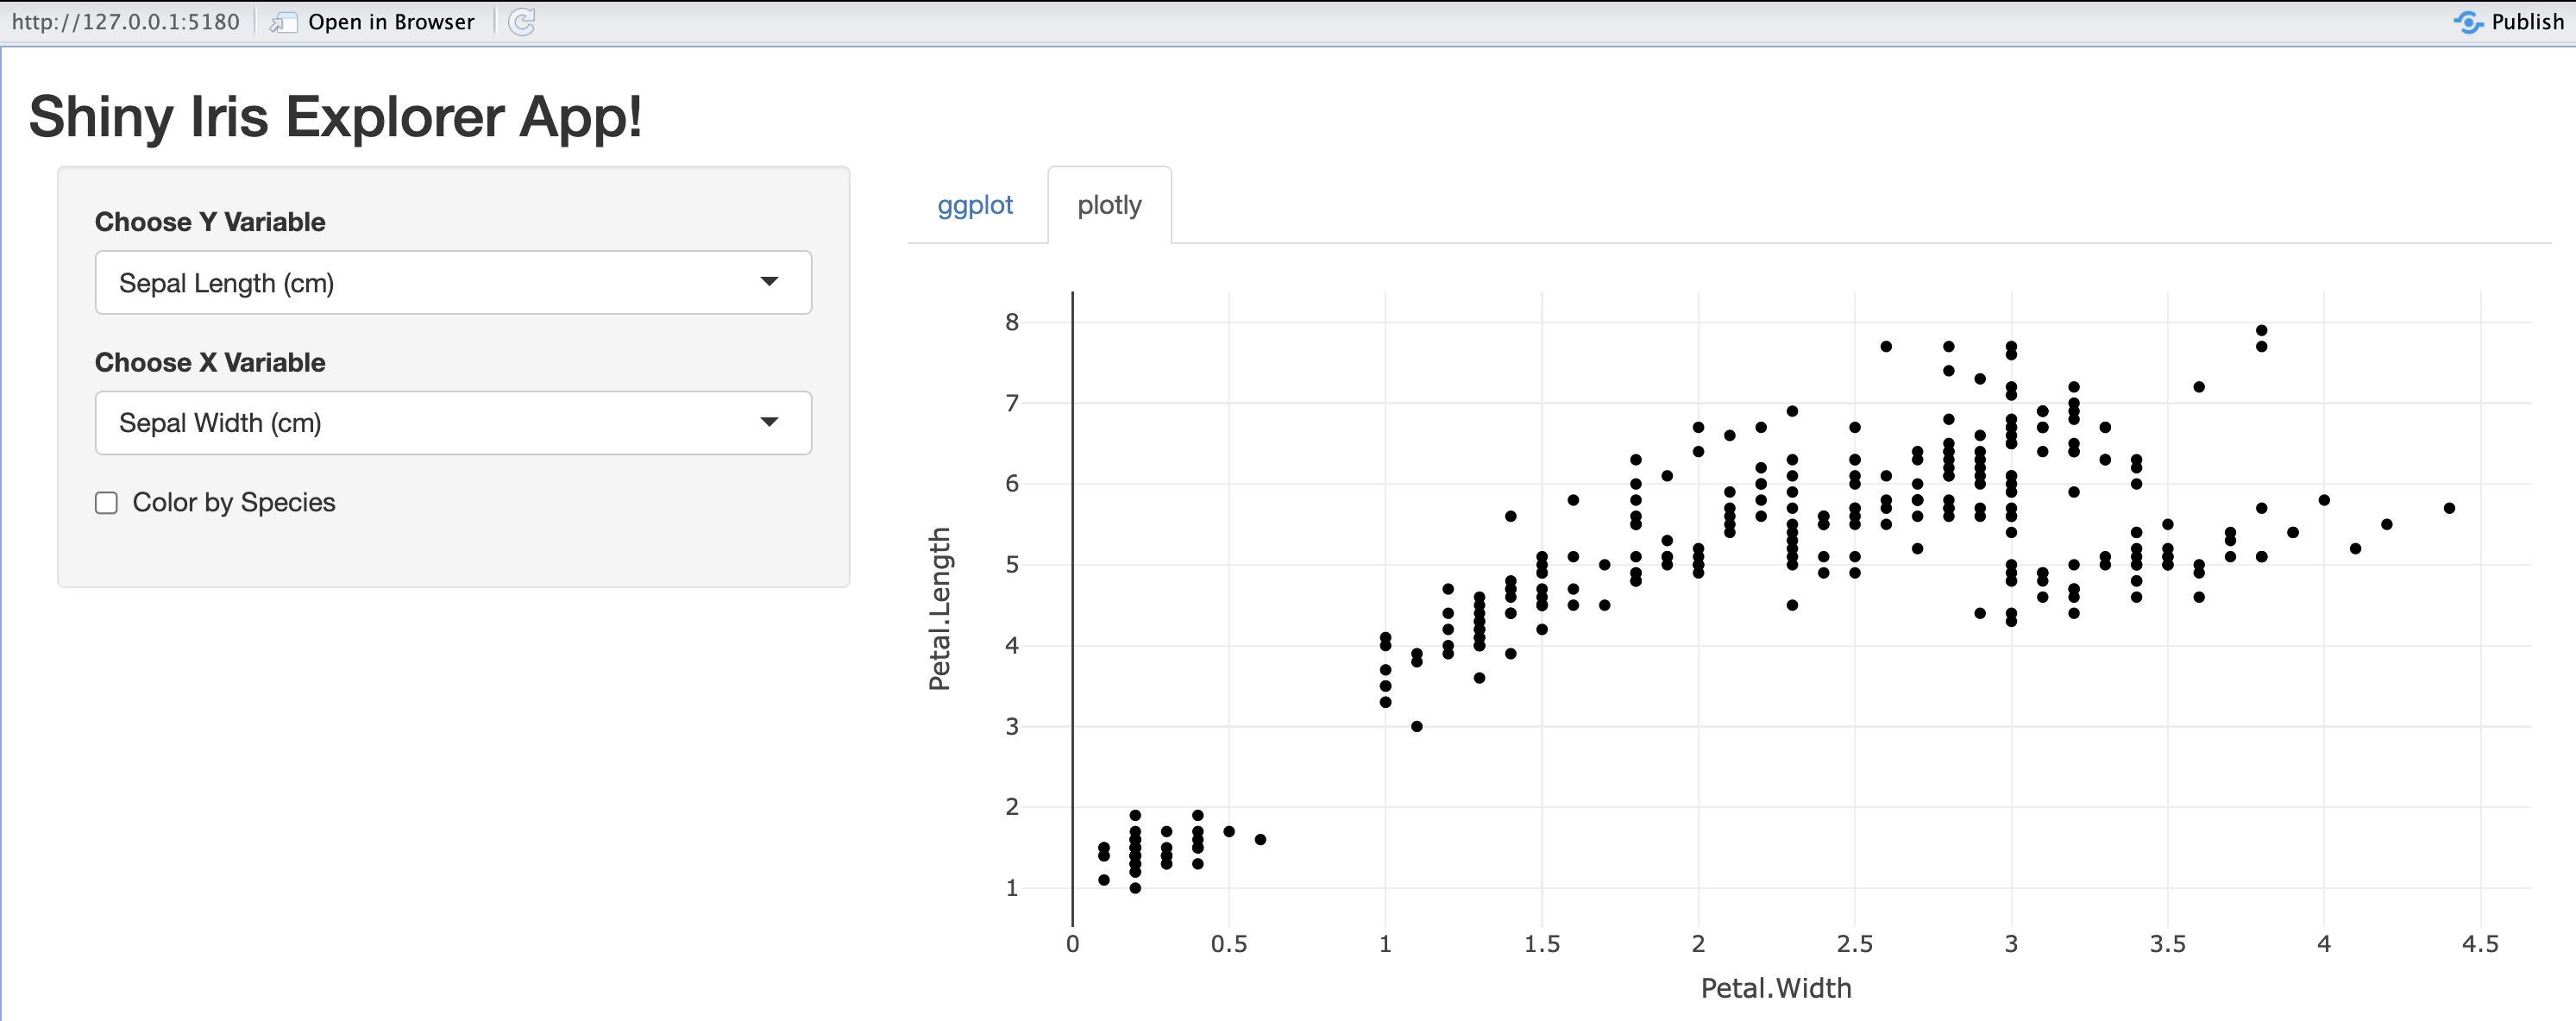 http://127.0.0.1:5180 Open in Browser Publish
Shiny Iris Explorer App!
Choose Y Variable
Sepal Length (cm)
Choose X Variable
Sepal Width (cm)
Color by Species
ggplot plotly
8
7
6
5
4
3
2
1
Petal.Length
0 0.5 1 1.5 2 2.5 3 3.5 4 4.5
Petal.Width